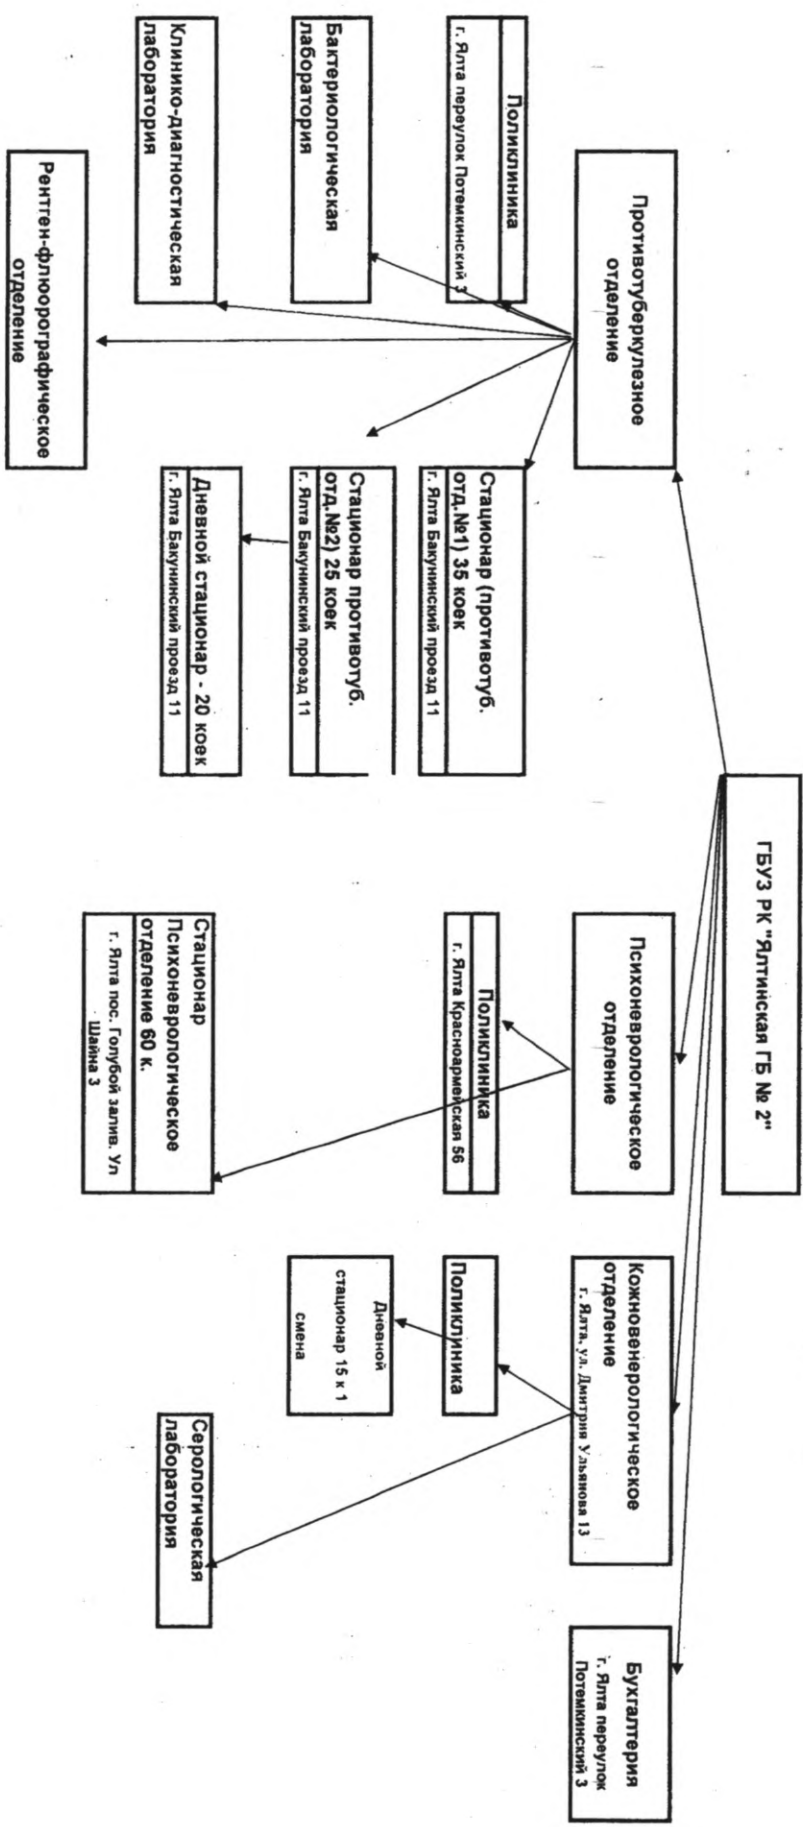 ГБУЗ РК "Ялтинская ГБ № 2"
Противотуберкулезное
отделение
Психоневрологическое
отделение
Кожновенерологическое
отделение
г. Ялта, ул. Дмитрия Ульянова 13
Бухгалтерия
г. Ялта переулок
Потемкинский 3
Поликлиника
г. Ялта переулок Потемкинский 3
Стационар (противотуб.
отд.№1) 35 коек
г. Ялта Бакунинский проезд 11
Поликлиника
г. Ялта Красноармейская 56
Поликлиника
Бактериологическая
лаборатория
Стационар противотуб.
отд.№2) 25 коек
г. Ялта Бакунинский проезд 11
Дневной
стационар 15 к 1
смена
Клинико-диагностическая
лаборатория
Дневной стационар - 20 коек
г. Ялта Бакунинский проезд 11
Стационар
Психоневрологическое
отделение 60 к.
г. Ялта пос. Голубой залив. Ул
Шайна 3
Серологическая
лаборатория
Рентген-флюорографическое
отделение